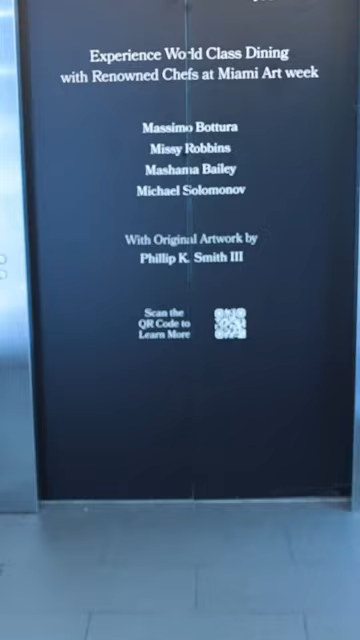 Experience World Class Dining
with Renowned Chefs at Miami Art week
Massimo Bottura
Missy Robbins
Mashama Bailey
Michael Solomonov
With Original Artwork by
Phillip K. Smith III
Scan the
QR Code to
Learn More